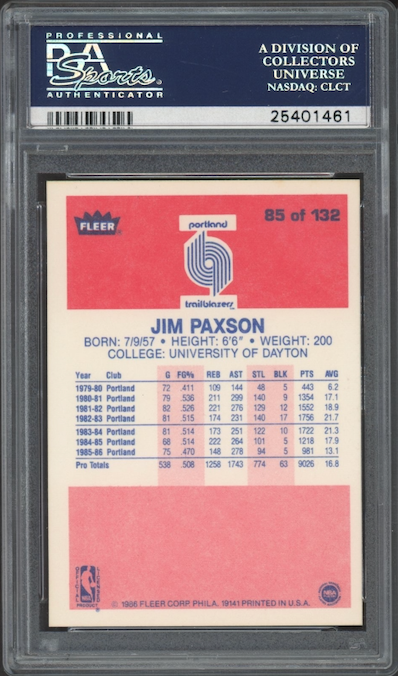 PROFESSIONAL
PSA
Sports
AUTHENTICATOR
A DIVISION OF
COLLECTORS
UNIVERSE
NASDAQ: CLCT
25401461
FLEER
85 of 132
portland
trailblazers
JIM PAXSON
BORN: 7/9/57 • HEIGHT: 6'6" • WEIGHT: 200
COLLEGE: UNIVERSITY OF DAYTON
Year Club G FG% REB AST STL BLK PTS AVG
1979-80 Portland 72 .411 109 144 48 5 443 6.2
1980-81 Portland 79 .536 211 299 140 9 1354 17.1
1981-82 Portland 82 .526 221 276 129 12 1552 18.9
1982-83 Portland 81 .515 174 231 140 17 1756 21.7
1983-84 Portland 81 .514 173 251 122 10 1722 21.3
1984-85 Portland 68 .514 222 264 101 5 1218 17.9
1985-86 Portland 75 .470 148 278 94 5 981 13.1
Pro Totals 538 .508 1258 1743 774 63 9026 16.8
OFFICIAL
NBA
PRODUCT
© 1986 FLEER CORP. PHILA. 19141 PRINTED IN U.S.A.